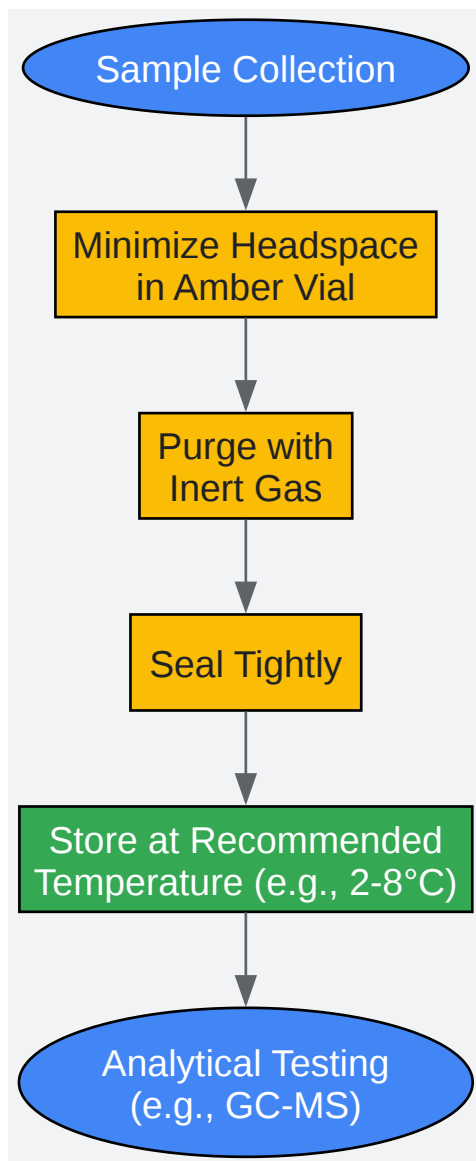 Sample Collection
Minimize Headspace
in Amber Vial
Purge with
Inert Gas
Seal Tightly
Store at Recommended
Temperature (e.g., 2-8°C)
Analytical Testing
(e.g., GC-MS)